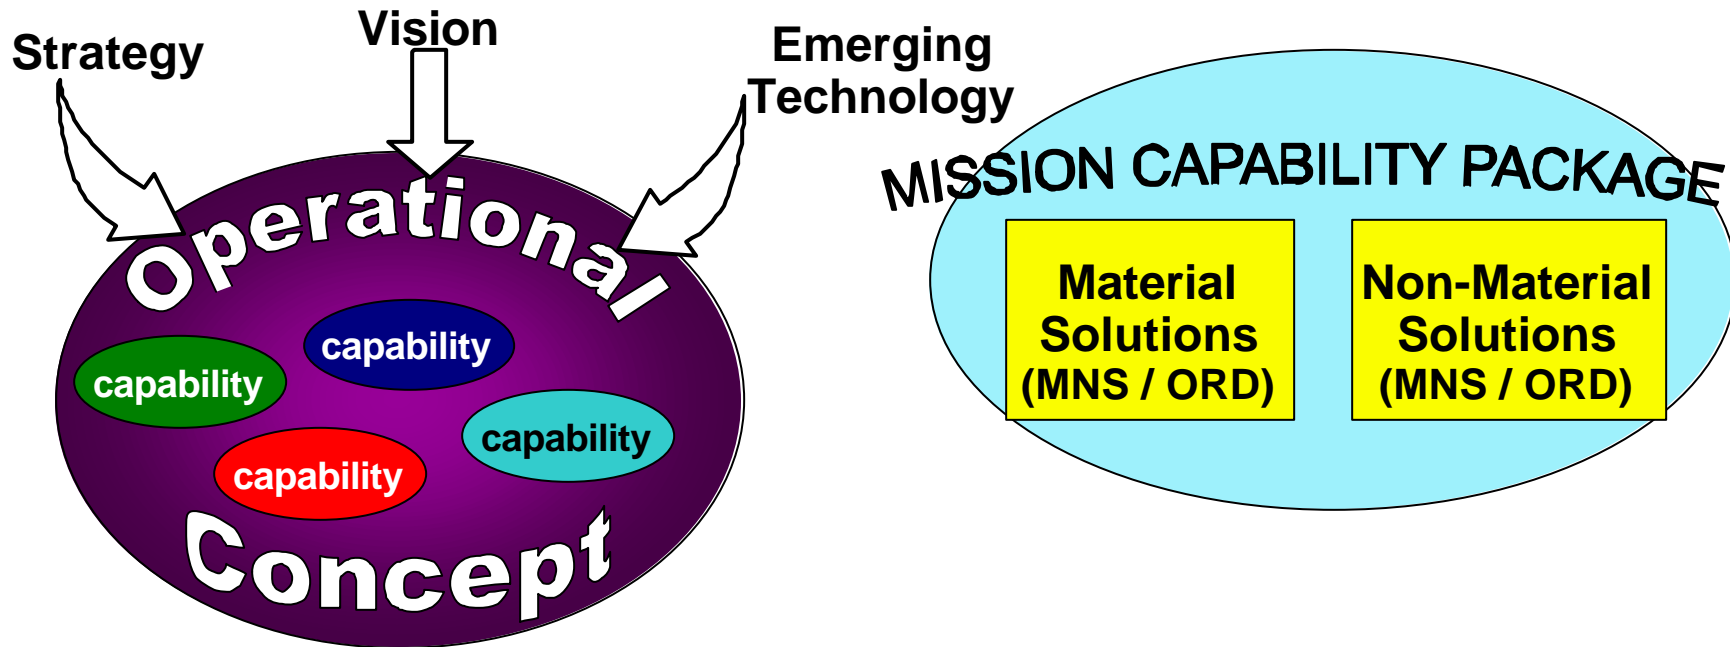 Strategy
Vision
Emerging
Technology
Operational
capability
capability
capability
capability
Concept
MISSION CAPABILITY PACKAGE
Material
Solutions
(MNS / ORD)
Non-Material
Solutions
(MNS / ORD)